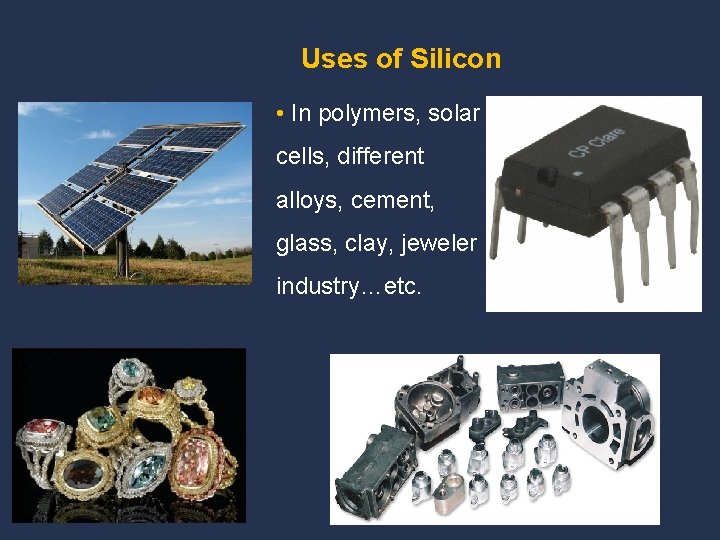 Uses of Silicon
• In polymers, solar
cells, different
alloys, cement,
glass, clay, jeweler
industry…etc.
CP Clare